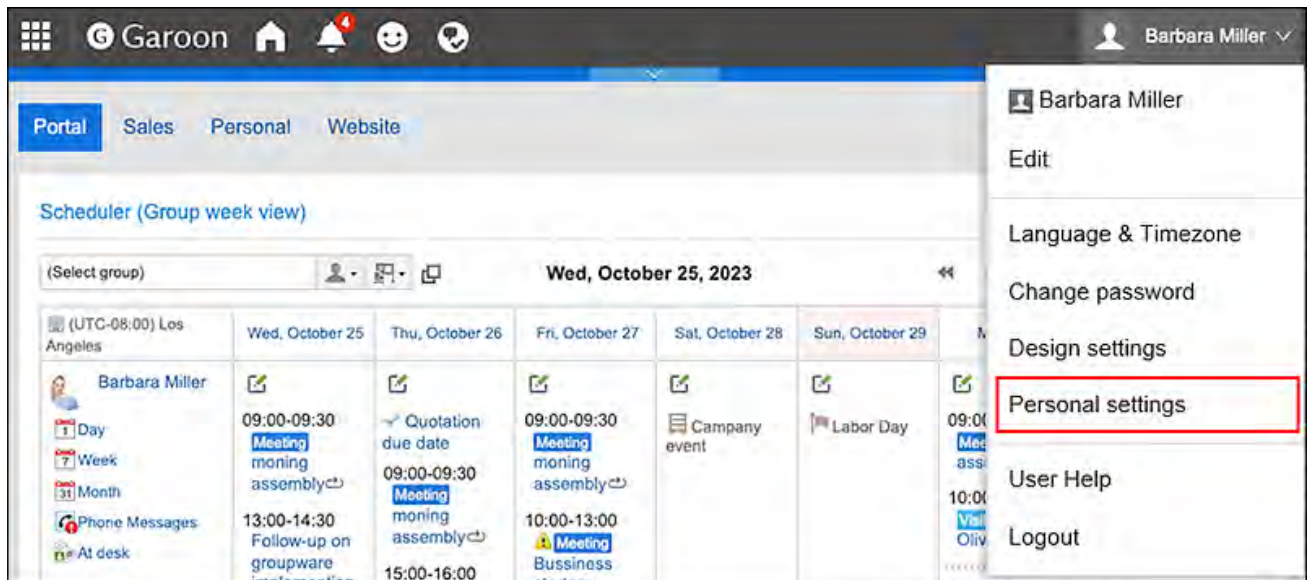 Garoon
4
Barbara Miller
Portal Sales Personal Website
Scheduler (Group week view)
(Select group)
Wed, October 25, 2023
(UTC-08:00) Los
Angeles
Wed, October 25
Thu, October 26
Fri, October 27
Sat, October 28
Sun, October 29
Barbara Miller
1 Day
7 Week
31 Month
Phone Messages
At desk
09:00-09:30
Meeting
moning
assembly
13:00-14:30
Follow-up on
groupware
Quotation
due date
09:00-09:30
Meeting
moning
assembly
15:00-16:00
09:00-09:30
Meeting
moning
assembly
10:00-13:00
Meeting
Bussiness
Campany
event
Labor Day
Barbara Miller
Edit
Language & Timezone
Change password
Design settings
Personal settings
User Help
Logout